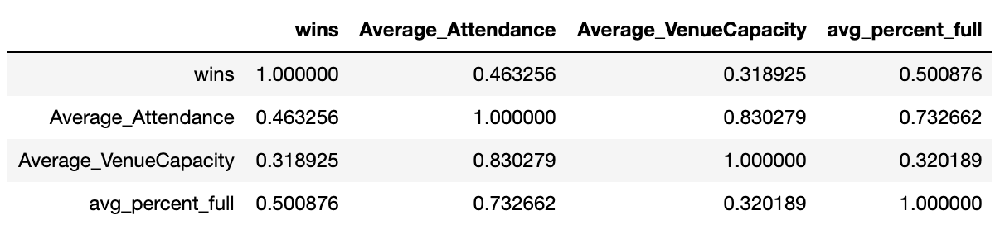 wins Average_Attendance Average_VenueCapacity avg_percent_full
wins 1.000000 0.463256 0.318925 0.500876
Average_Attendance 0.463256 1.000000 0.830279 0.732662
Average_VenueCapacity 0.318925 0.830279 1.000000 0.320189
avg_percent_full 0.500876 0.732662 0.320189 1.000000